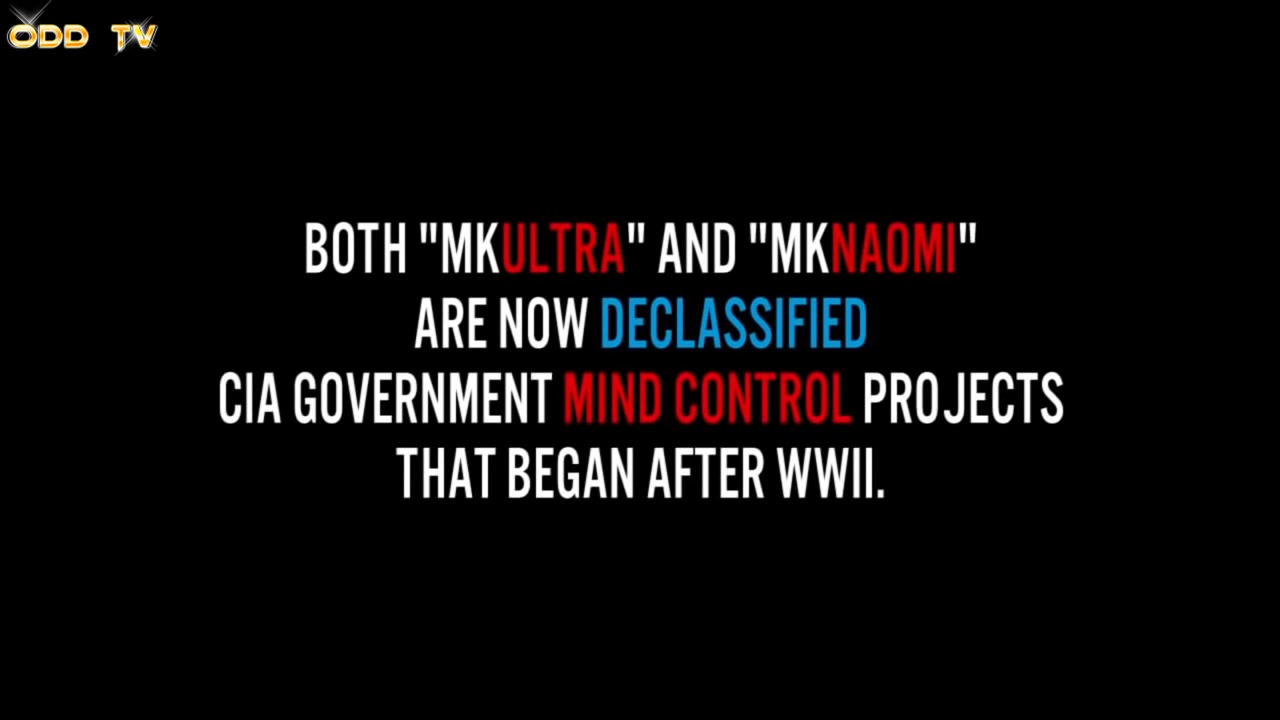 ODD TV
BOTH "MKULTRA" AND "MKNAOMI"
ARE NOW DECLASSIFIED
CIA GOVERNMENT MIND CONTROL PROJECTS
THAT BEGAN AFTER WWII.